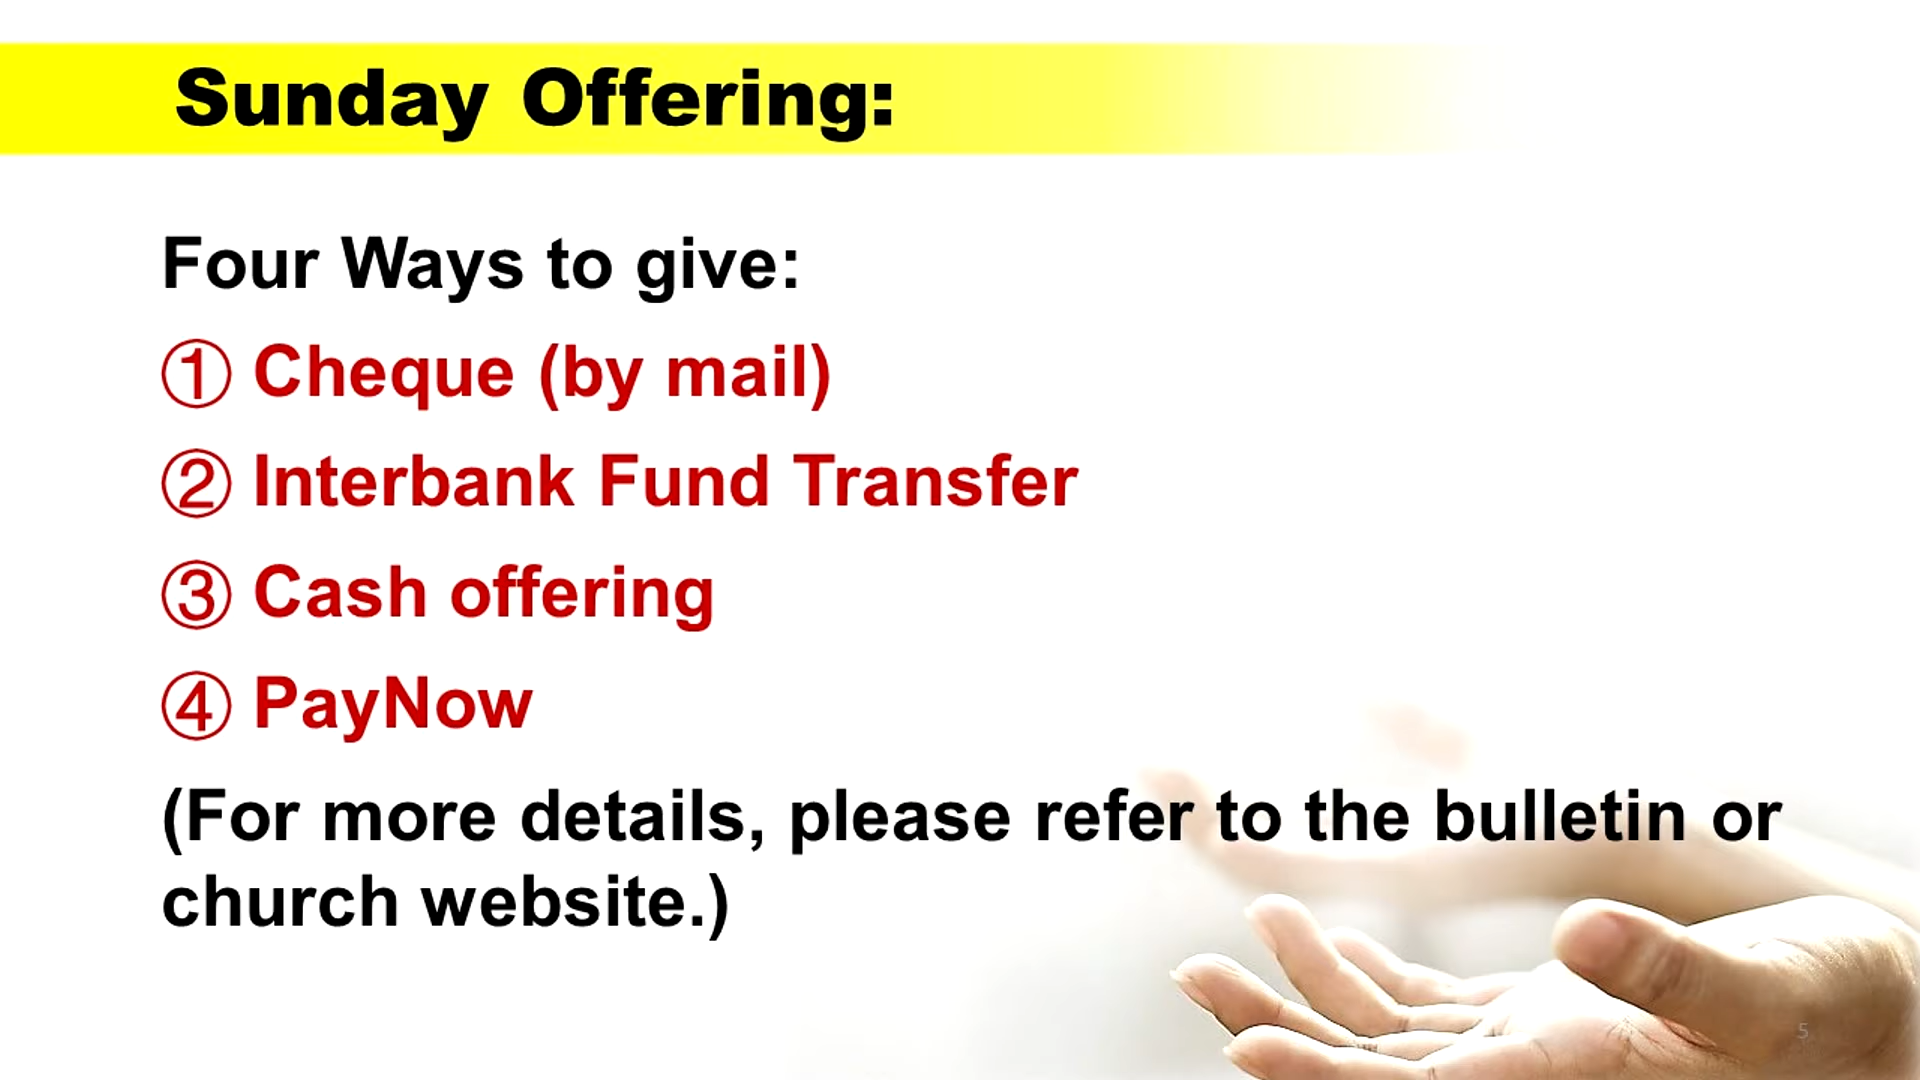 Sunday Offering:
Four Ways to give:
① Cheque (by mail)
② Interbank Fund Transfer
③ Cash offering
④ PayNow
(For more details, please refer to the bulletin or
church website.)
5